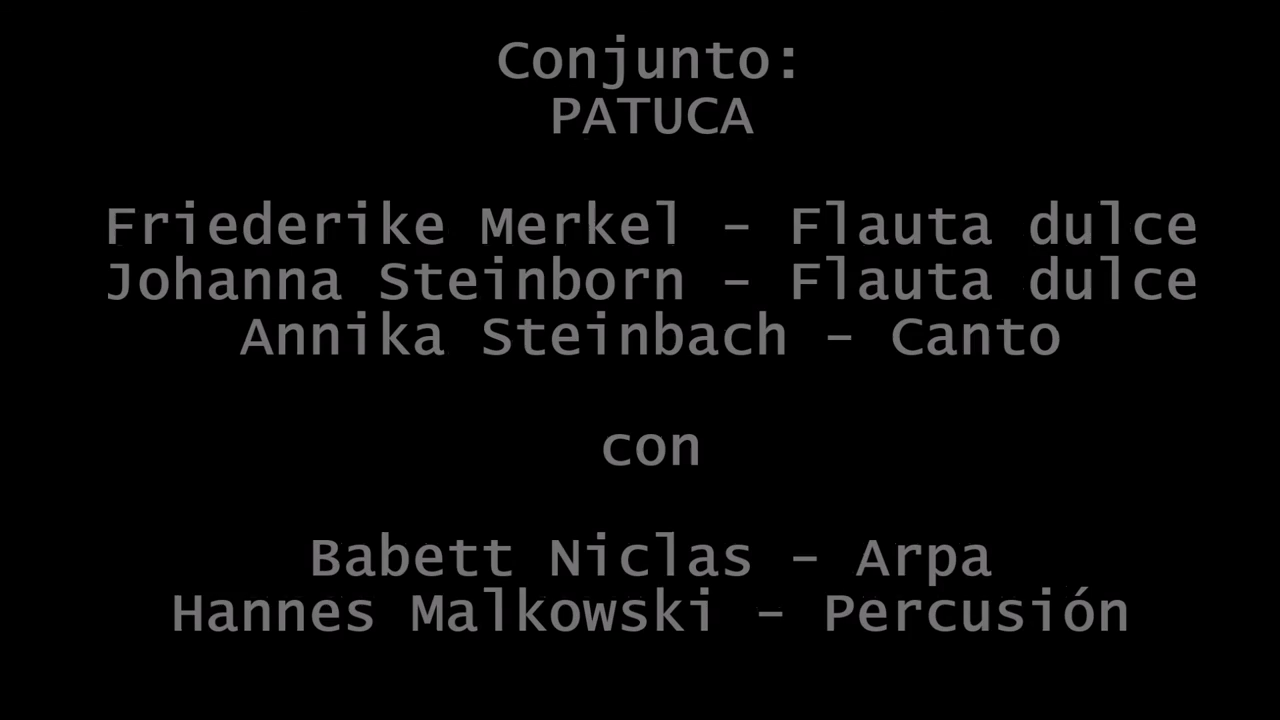 Conjunto:
PATUCA
Friederike Merkel – Flauta dulce
Johanna Steinborn – Flauta dulce
Annika Steinbach – Canto
con
Babett Niclas – Arpa
Hannes Malkowski – Percusión